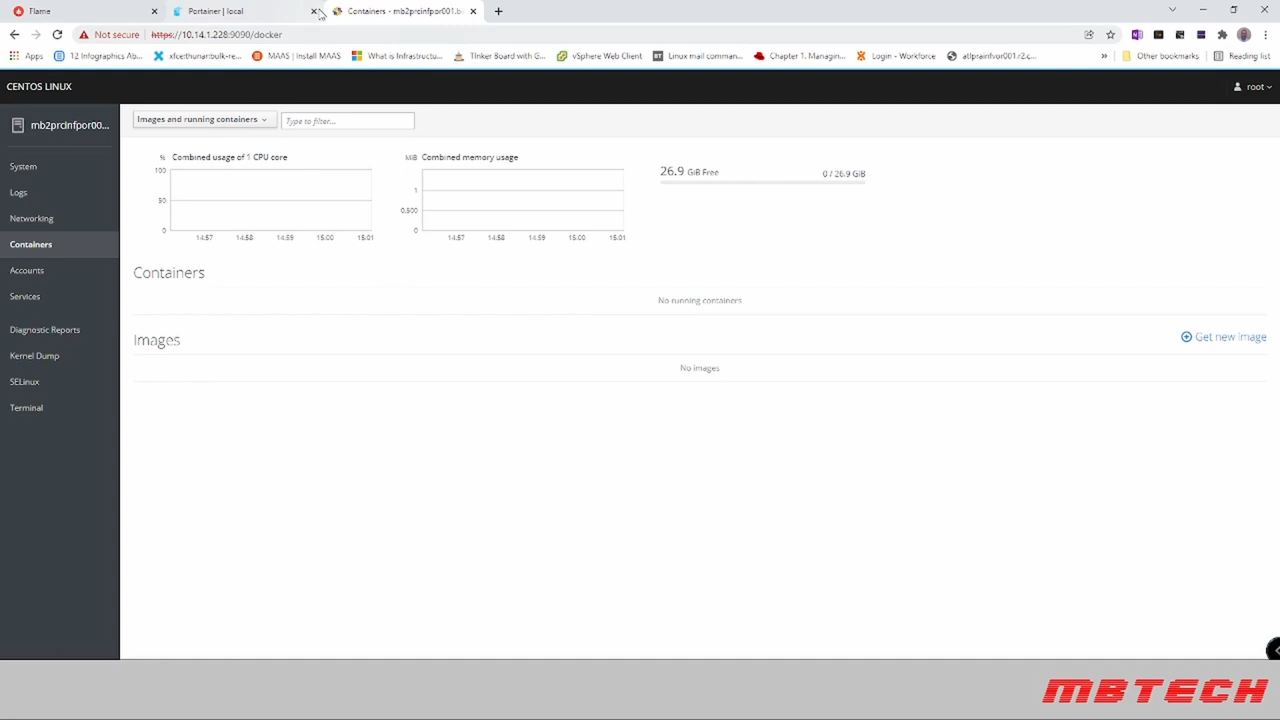 Flame
Portainer | local
Containers - mb2prcinfpor001.b
Not secure
https://10.14.1.228:9090/docker
Apps
12 Infographics Ab...
xfce4hunar:bulk-re...
MAAS | Install MAAS
What is Infrastructu...
TInker Board with G...
vSphere Web Client
Linux mail comman...
Chapter 1. Managin...
Login - Workforce
atlprainfvor001.r2.c...
»
Other bookmarks
Reading list
CENTOS LINUX
root
mb2prcinfpor00...
System
Logs
Networking
Containers
Accounts
Services
Diagnostic Reports
Kernel Dump
SELinux
Terminal
Images and running containers
Type to filter...
% Combined usage of 1 CPU core
100
50
0
14:57 14:58 14:59 15:00 15:01
MiB Combined memory usage
1
0.500
0
14:57 14:58 14:59 15:00 15:01
26.9 GiB Free
0 / 26.9 GiB
Containers
No running containers
Images
Get new image
No images
MBTECH